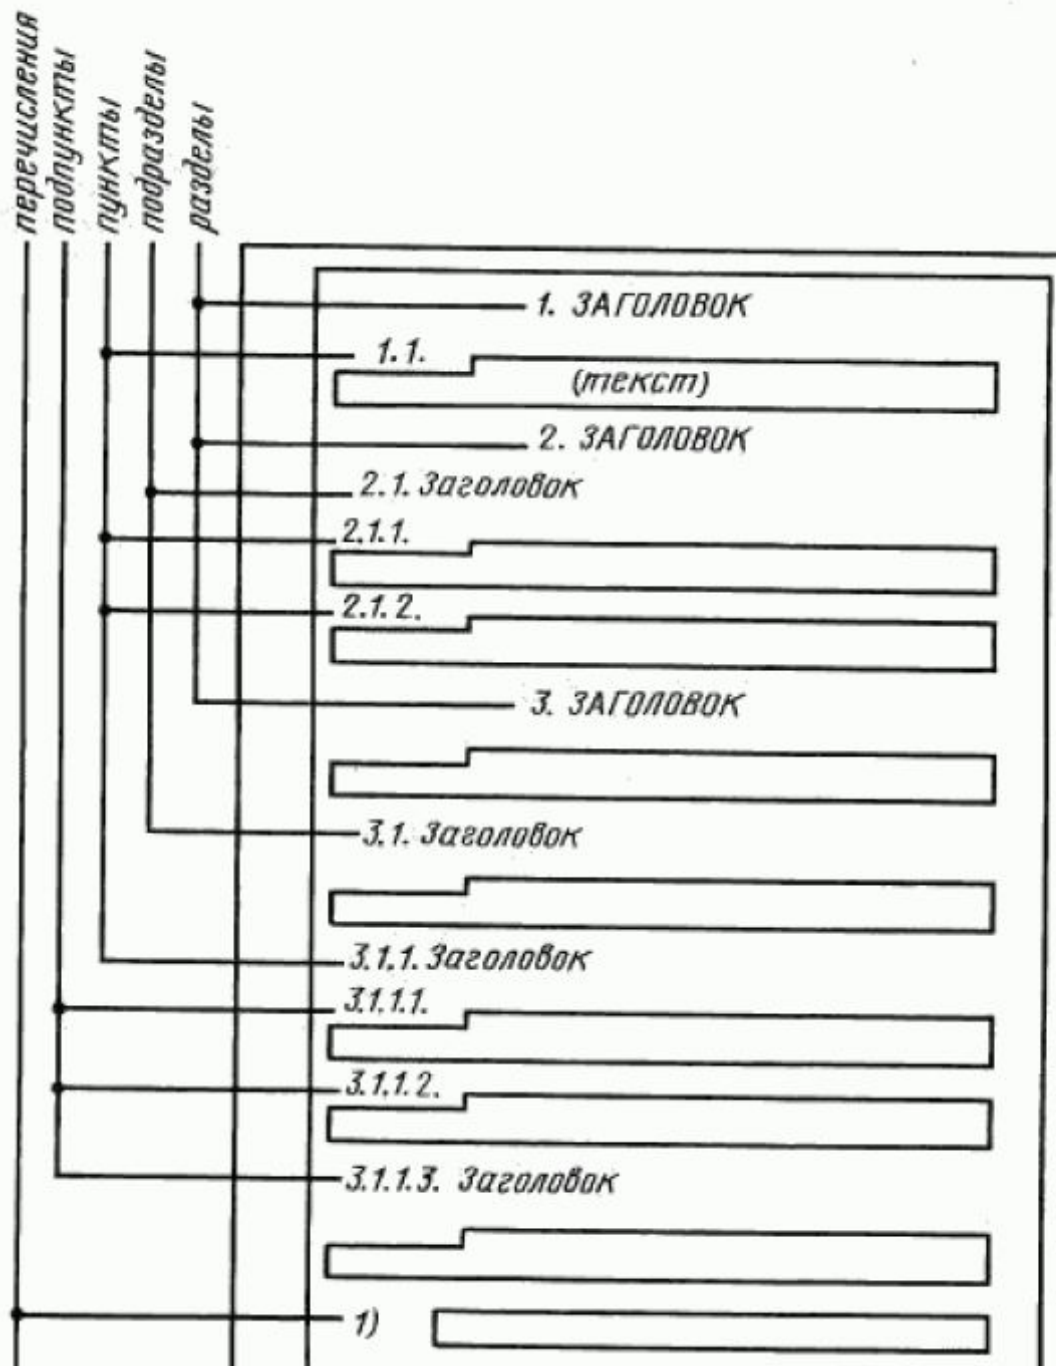 перечисления
подпункты
пункты
подразделы
разделы
1. ЗАГОЛОВОК
1.1.
(текст)
2. ЗАГОЛОВОК
2.1. Заголовок
2.1.1.
2.1.2.
3. ЗАГОЛОВОК
3.1. Заголовок
3.1.1. Заголовок
3.1.1.1.
3.1.1.2.
3.1.1.3. Заголовок
1)